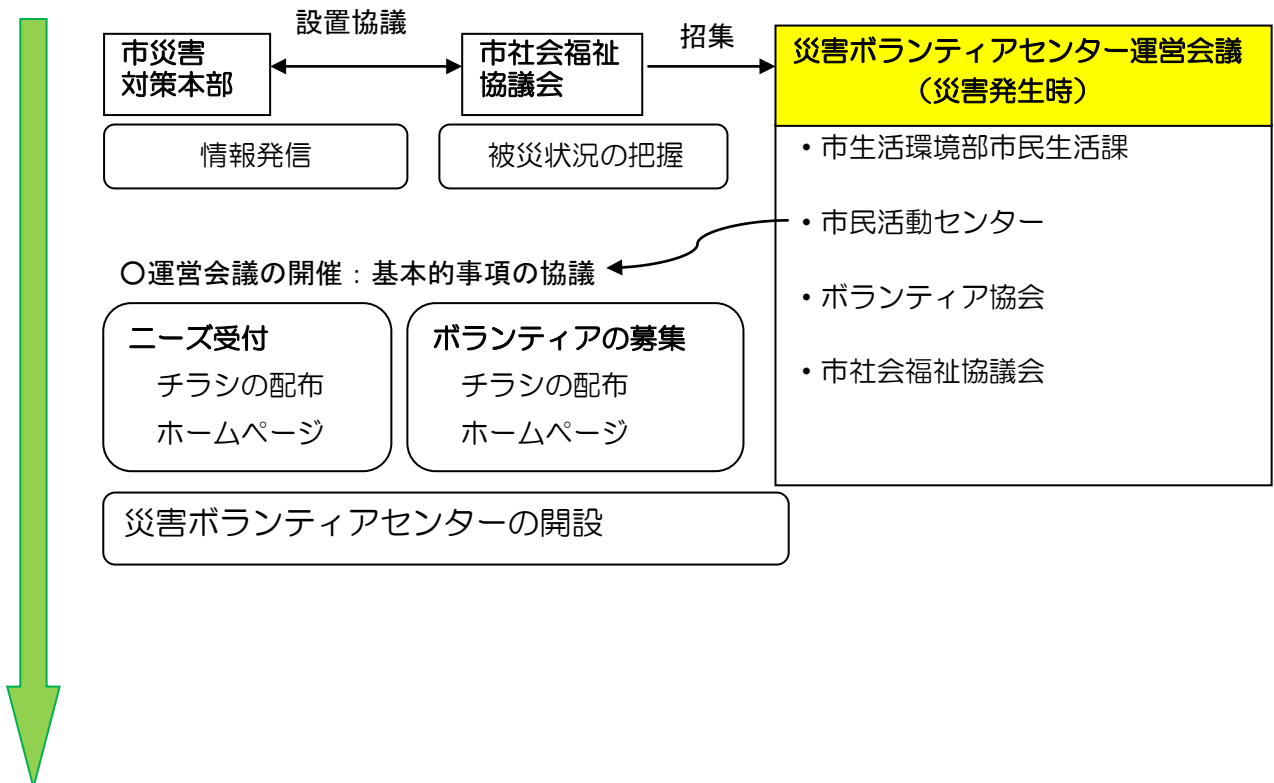 設置協議
市災害
対策本部
市社会福祉
協議会
招集
災害ボランティアセンター運営会議
（災害発生時）
情報発信
被災状況の把握
・市生活環境部市民生活課
・市民活動センター
・ボランティア協会
・市社会福祉協議会
〇運営会議の開催：基本的事項の協議
ニーズ受付
チラシの配布
ホームページ
ボランティアの募集
チラシの配布
ホームページ
災害ボランティアセンターの開設